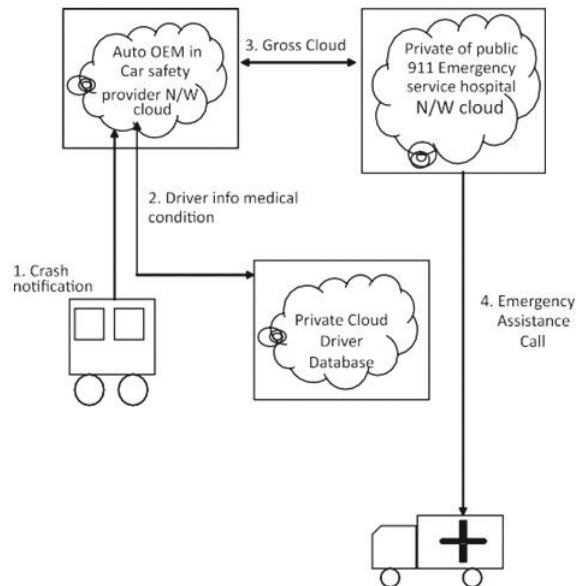 Auto OEM in
Car safety
provider N/W
cloud
3. Gross Cloud
Private of public
911 Emergency
service hospital
N/W cloud
2. Driver info medical
condition
1. Crash
notification
Private Cloud
Driver
Database
4. Emergency
Assistance
Call